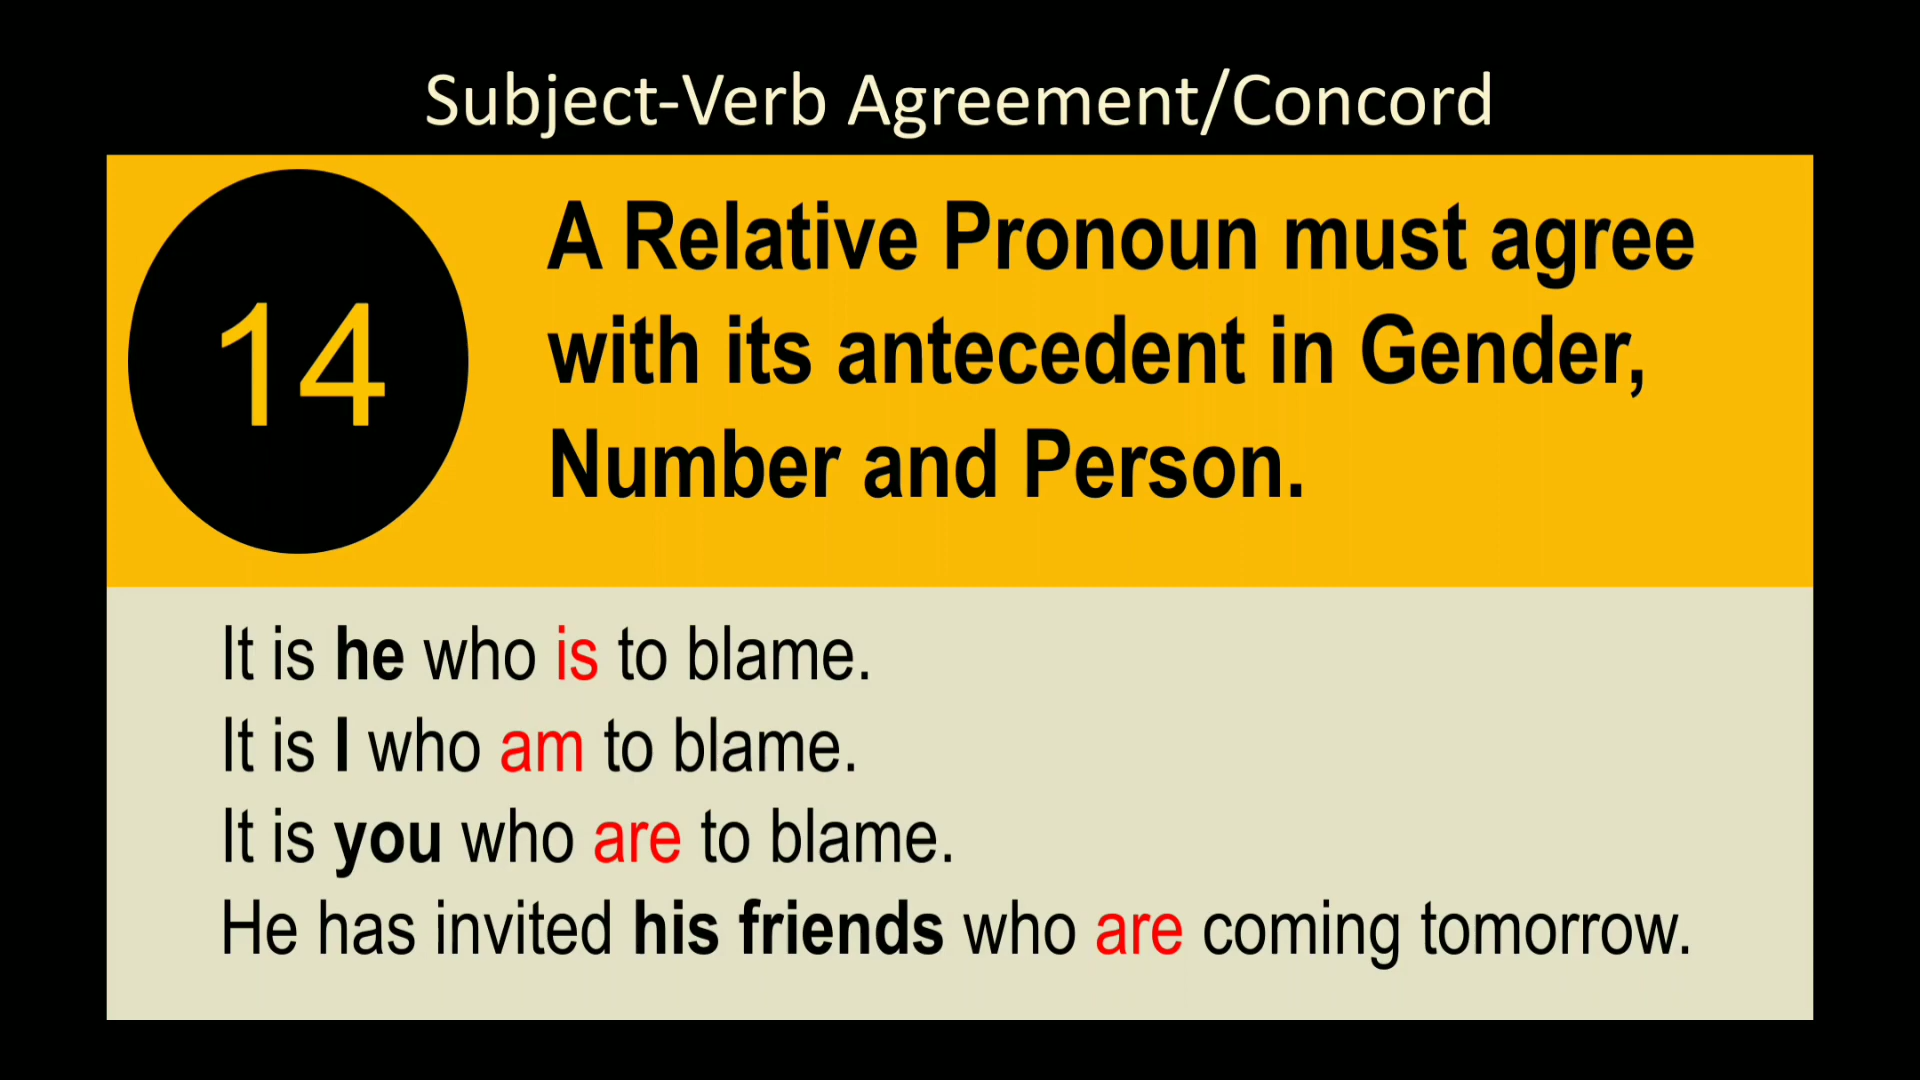 Subject-Verb Agreement/Concord
14
A Relative Pronoun must agree
with its antecedent in Gender,
Number and Person.
It is he who is to blame.
It is I who am to blame.
It is you who are to blame.
He has invited his friends who are coming tomorrow.